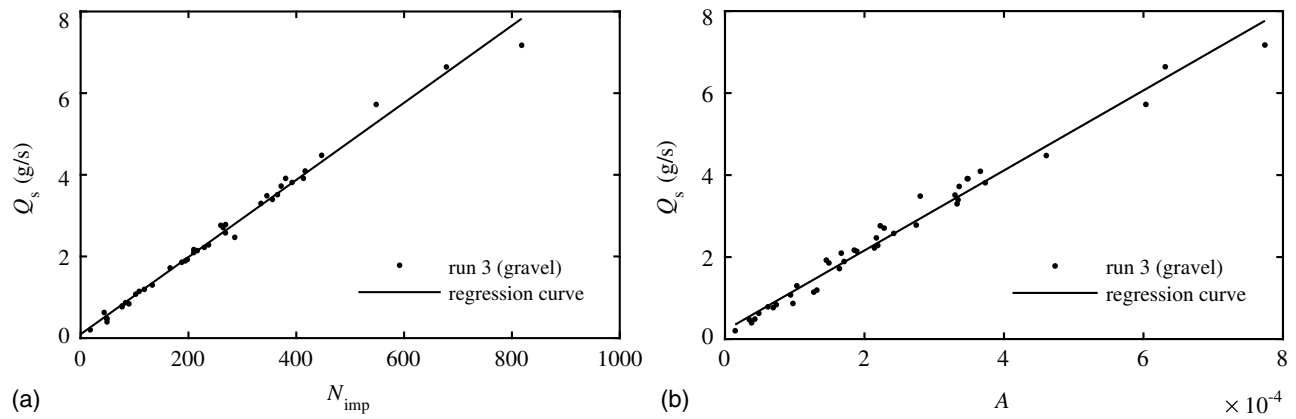 8
6
4
2
0
Q_s (g/s)
run 3 (gravel)
regression curve
0 200 400 600 800 1000
N_imp
(a)
8
6
4
2
0
Q_s (g/s)
run 3 (gravel)
regression curve
0 2 4 6 8
A
× 10⁻⁴
(b)